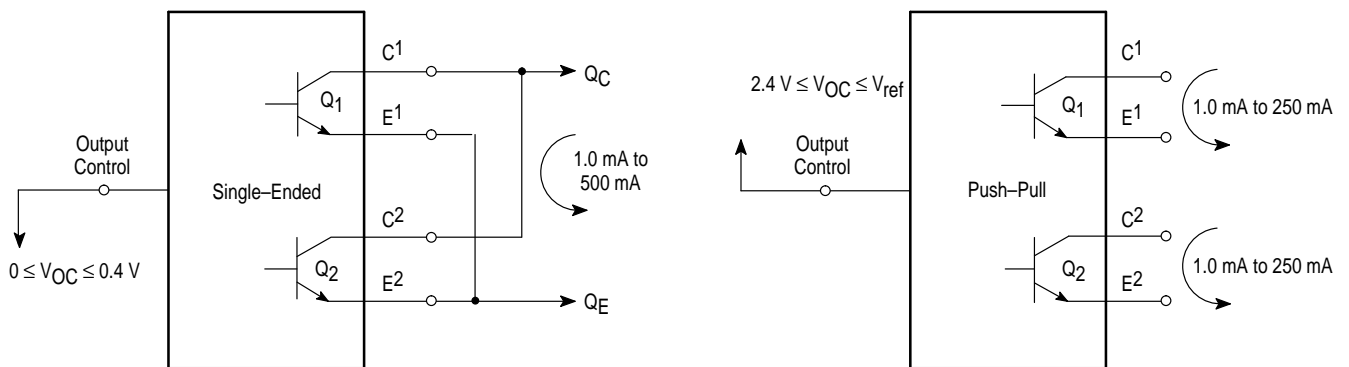 C1
Q1
E1
QC
Output
Control
Single–Ended
1.0 mA to
500 mA
C2
Q2
E2
QE
0 ≤ VOC ≤ 0.4 V
2.4 V ≤ VOC ≤ Vref
Output
Control
C1
Q1
E1
1.0 mA to 250 mA
Push–Pull
C2
Q2
E2
1.0 mA to 250 mA